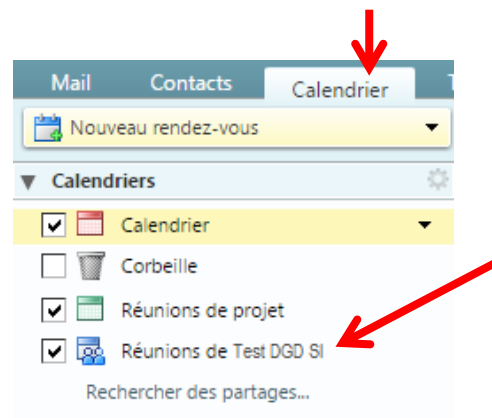 Mail Contacts Calendrier
Nouveau rendez-vous
Calendriers
Calendrier
Corbeille
Réunions de projet
Réunions de Test DGD SI
Rechercher des partages...